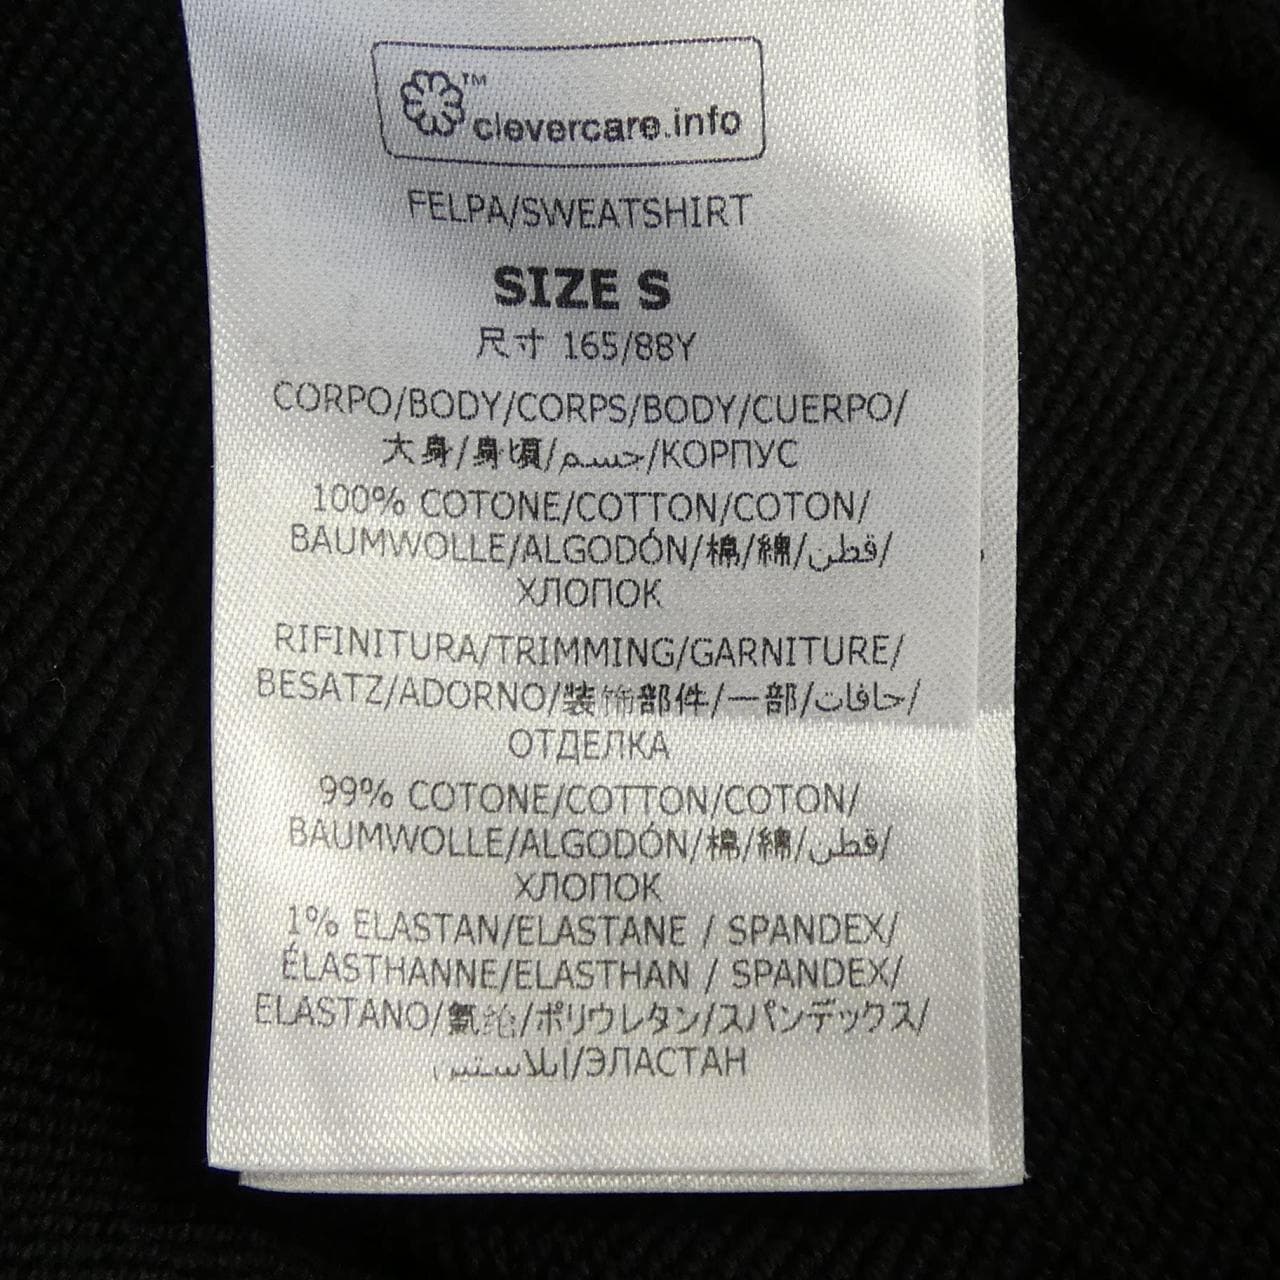 ™
clevercare.info
FELPA/SWEATSHIRT
SIZE S
尺寸 165/88Y
CORPO/BODY/CORPS/BODY/CUERPO/
大身/身頃/جسم/КОРПУС
100% COTONE/COTTON/COTON/
BAUMWOLLE/ALGODÓN/棉/綿/قطن/
ХЛОПОК
RIFINITURA/TRIMMING/GARNITURE/
BESATZ/ADORNO/装饰部件/一部/حافات/
ОТДЕЛКА
99% COTONE/COTTON/COTON/
BAUMWOLLE/ALGODÓN/棉/綿/قطن/
ХЛОПОК
1% ELASTAN/ELASTANE / SPANDEX/
ÉLASTHANNE/ELASTHAN / SPANDEX/
ELASTANO/氨纶/ポリウレタン/スパンデックス/
/ЭЛАСТАН